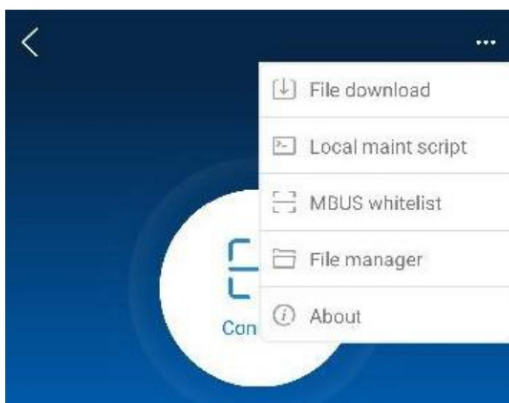 File download
Local maint script
MBUS whitelist
File manager
About
Con